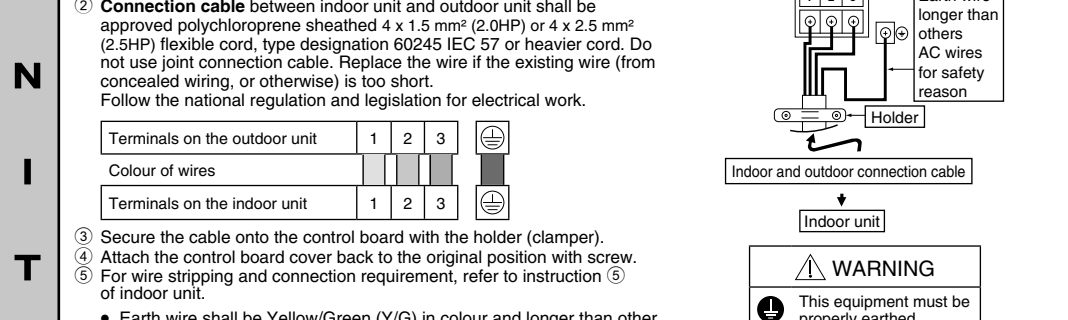 ② Connection cable between indoor unit and outdoor unit shall be
approved polychloroprene sheathed 4 x 1.5 mm² (2.0HP) or 4 x 2.5 mm²
(2.5HP) flexible cord, type designation 60245 IEC 57 or heavier cord. Do
not use joint connection cable. Replace the wire if the existing wire (from
concealed wiring, or otherwise) is too short.
Follow the national regulation and legislation for electrical work.
Terminals on the outdoor unit 1 2 3
Colour of wires
Terminals on the indoor unit 1 2 3
③ Secure the cable onto the control board with the holder (clamper).
④ Attach the control board cover back to the original position with screw.
⑤ For wire stripping and connection requirement, refer to instruction ⑤
of indoor unit.
• Earth wire shall be Yellow/Green (Y/G) in colour and longer than other
N
I
T
Earth wire
longer than
others
AC wires
for safety
reason
Holder
Indoor and outdoor connection cable
Indoor unit
WARNING
This equipment must be
properly earthed